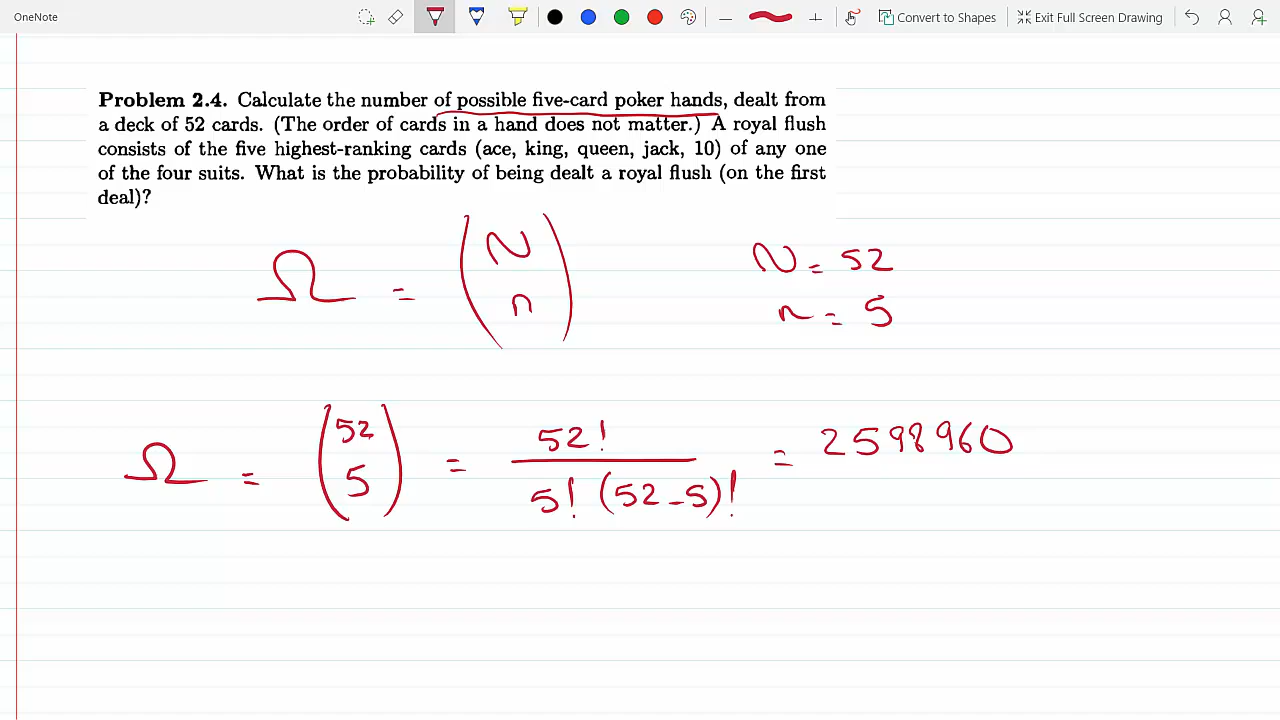 OneNote
Convert to Shapes
Exit Full Screen Drawing
Problem 2.4. Calculate the number of possible five-card poker hands, dealt from
a deck of 52 cards. (The order of cards in a hand does not matter.) A royal flush
consists of the five highest-ranking cards (ace, king, queen, jack, 10) of any one
of the four suits. What is the probability of being dealt a royal flush (on the first
deal)?
Ω = (N n)
N = 52
n = 5
Ω = (52 5) = 52! / 5! (52-5)! = 2598960